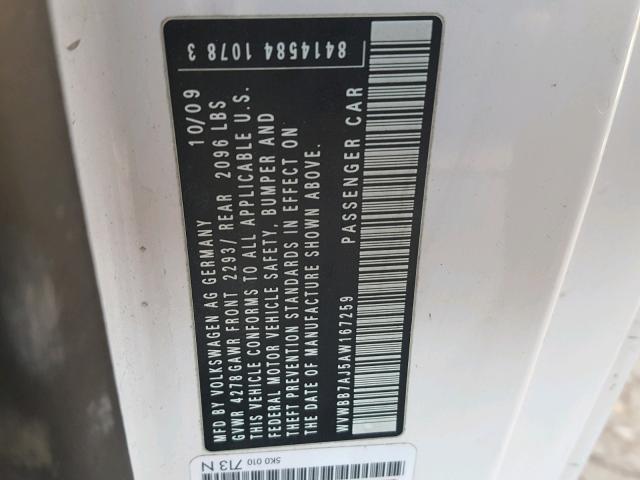 MFD BY VOLKSWAGEN AG GERMANY 10/09
GVWR 4278 GAWR FRONT 2293/ REAR 2096 LBS
THIS VEHICLE CONFORMS TO ALL APPLICABLE U.S.
FEDERAL MOTOR VEHICLE SAFETY, BUMPER AND
THEFT PREVENTION STANDARDS IN EFFECT ON
THE DATE OF MANUFACTURE SHOWN ABOVE.
WVWBB7AJ5AW167259 PASSENGER CAR
8414584 1078 3
5K0 010 713 N